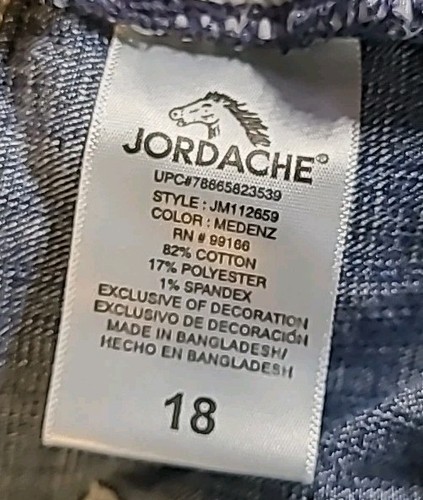 JORDACHE®
UPC#78865823539
STYLE : JM112659
COLOR : MEDENZ
RN # 99166
82% COTTON
17% POLYESTER
1% SPANDEX
EXCLUSIVE OF DECORATION
EXCLUSIVO DE DECORACIÓN
MADE IN BANGLADESH/
HECHO EN BANGLADESH
18